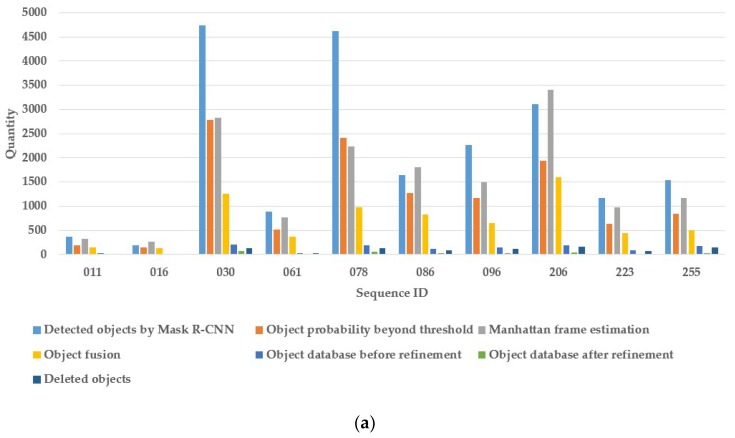 5000
4500
4000
3500
3000
2500
2000
1500
1000
500
0
Quantity
011 016 030 061 078 086 096 206 223 255
Sequence ID
Detected objects by Mask R-CNN Object probability beyond threshold Manhattan frame estimation
Object fusion Object database before refinement Object database after refinement
Deleted objects
(a)